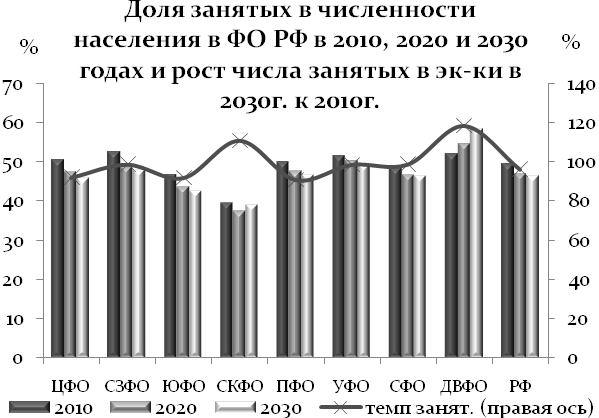 Доля занятых в численности
населения в ФО РФ в 2010, 2020 и 2030
годах и рост числа занятых в эк-ки в
2030г. к 2010г.
% %
70 140
60 120
50 100
40 80
30 60
20 40
10 20
0 0
ЦФО СЗФО ЮФО СКФО ПФО УФО СФО ДВФО РФ
2010 2020 2030 темп занят. (правая ось)